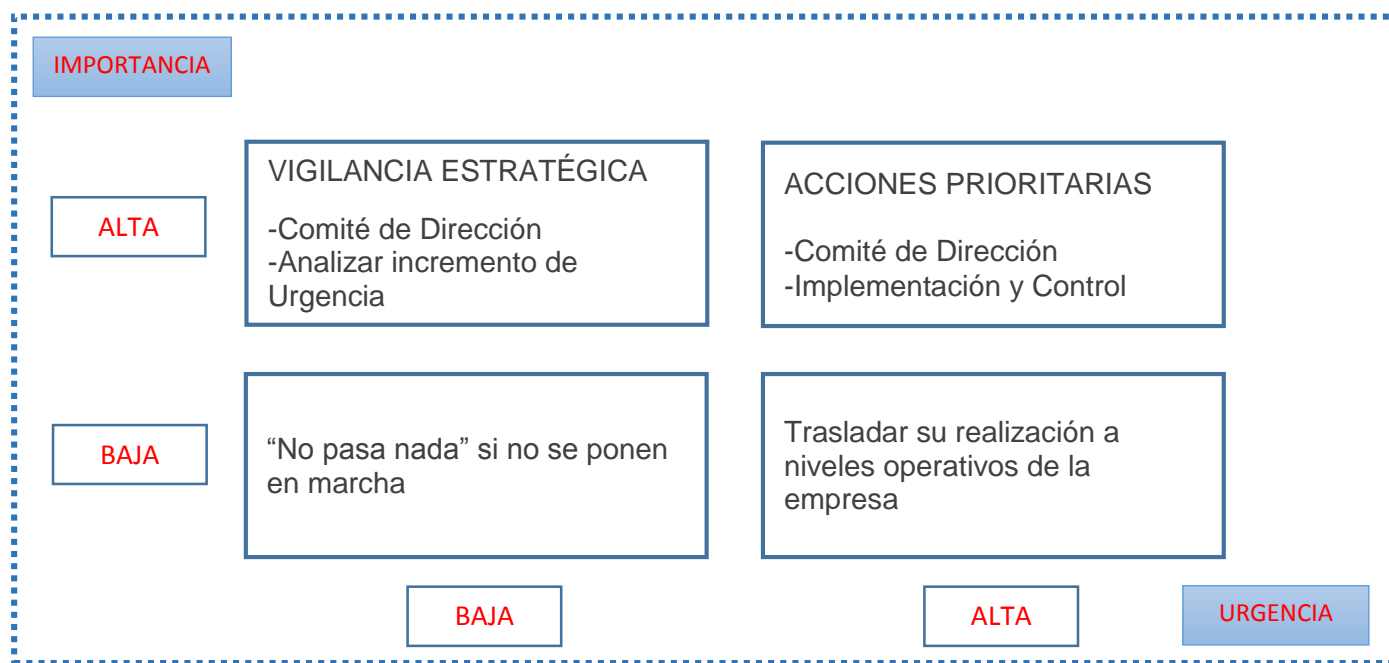 IMPORTANCIA
ALTA
VIGILANCIA ESTRATÉGICA
-Comité de Dirección
-Analizar incremento de
Urgencia
ACCIONES PRIORITARIAS
-Comité de Dirección
-Implementación y Control
BAJA
“No pasa nada” si no se ponen
en marcha
Trasladar su realización a
niveles operativos de la
empresa
BAJA
ALTA
URGENCIA